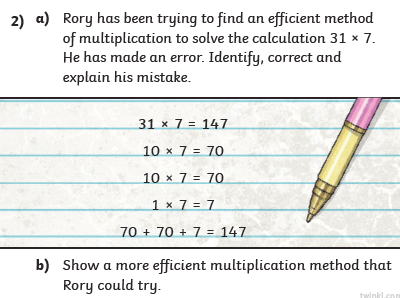 2) a) Rory has been trying to find an efficient method
of multiplication to solve the calculation 31 × 7.
He has made an error. Identify, correct and
explain his mistake.
31 × 7 = 147
10 × 7 = 70
10 × 7 = 70
1 × 7 = 7
70 + 70 + 7 = 147
b) Show a more efficient multiplication method that
Rory could try.
twinkl.com